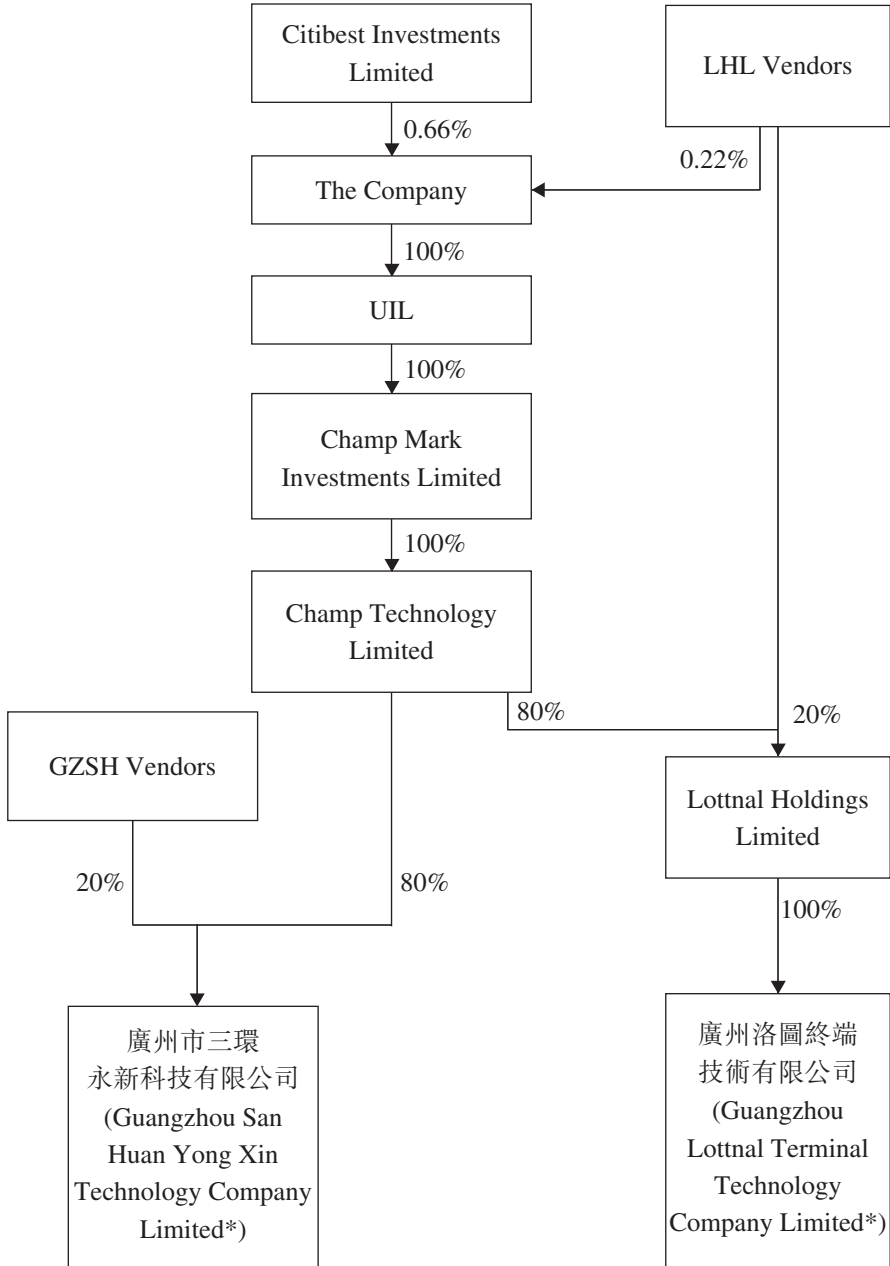 Citibest Investments
Limited
LHL Vendors
0.66%
0.22%
The Company
100%
UIL
100%
Champ Mark
Investments Limited
100%
Champ Technology
Limited
80%
20%
GZSH Vendors
Lottnal Holdings
Limited
20%
80%
100%
廣州市三環
永新科技有限公司
(Guangzhou San
Huan Yong Xin
Technology Company
Limited*)
廣州洛圖終端
技術有限公司
(Guangzhou
Lottnal Terminal
Technology
Company Limited*)